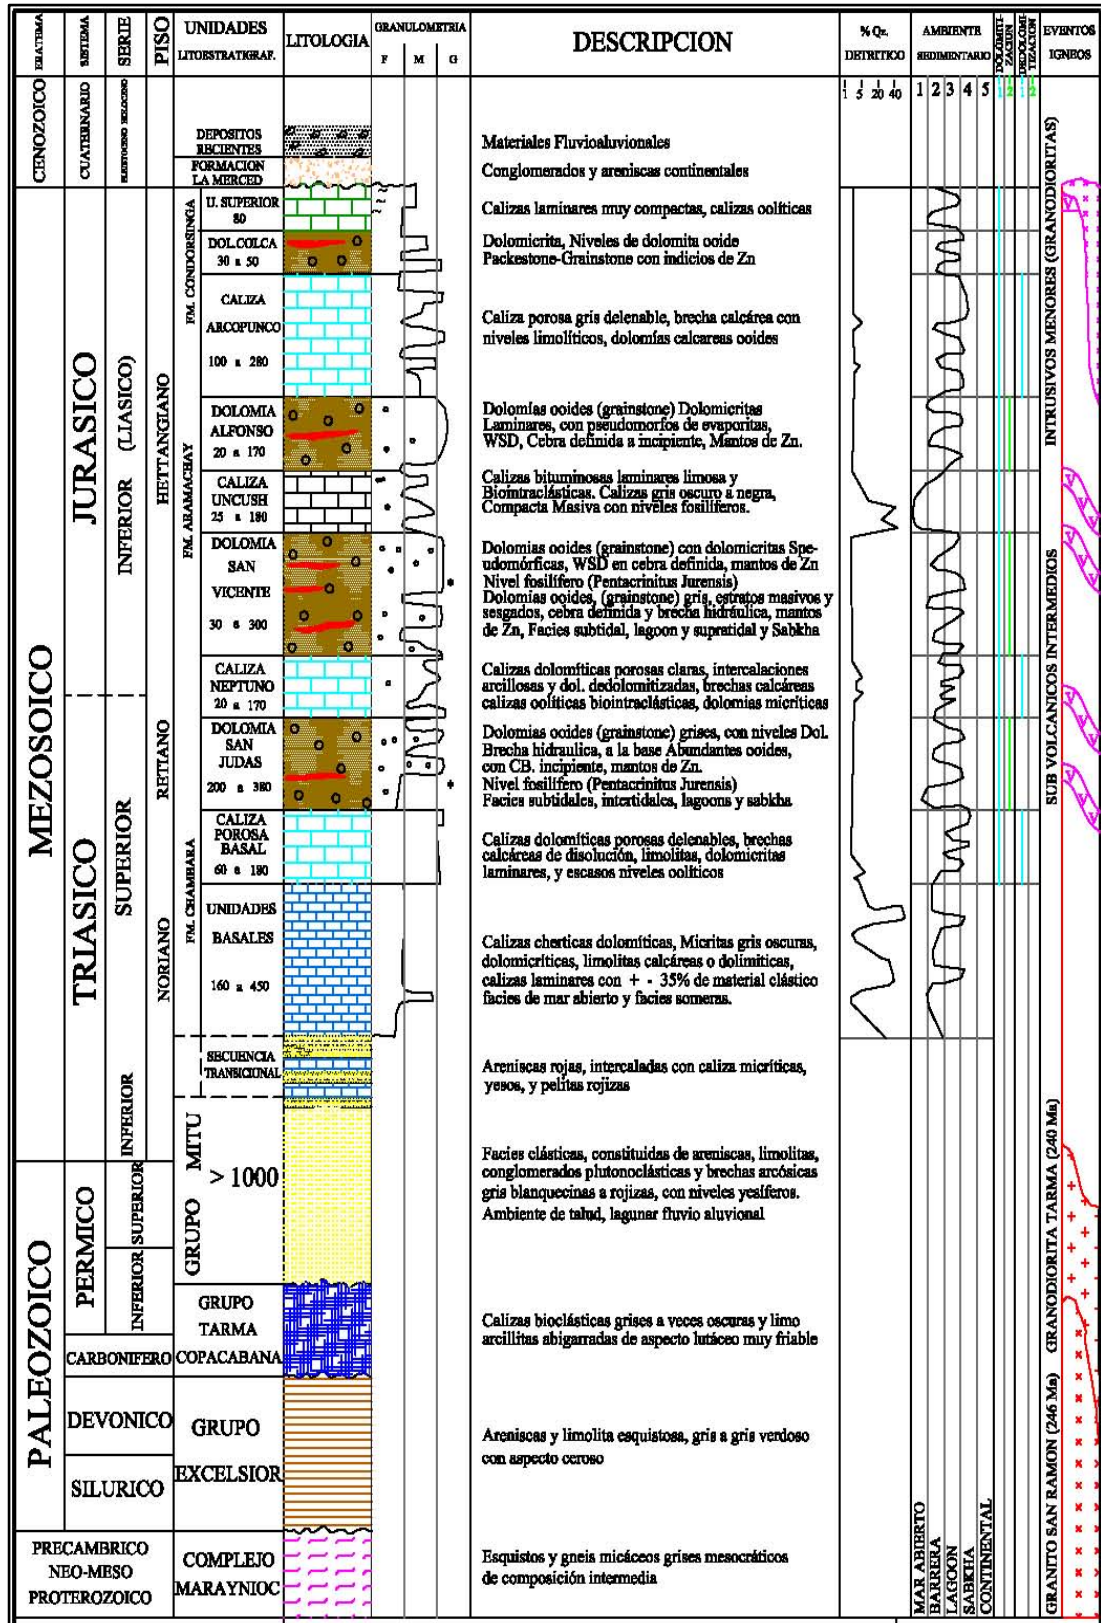 ERATEMA
SISTEMA
SERIE
PISO
UNIDADES
LITOESTRATIGRAF.
LITOLOGIA
GRANULOMETRIA
F M G
DESCRIPCION
% Qz.
DETRITICO
AMBIENTE
SEDIMENTARIO
DOLOMITI-
ZACION
DEDOLOMI-
TIZACION
EVENTOS
IGNEOS
1 5 20 40
1 2 3 4 5
1 2 1 2
CENOZOICO
CUATERNARIO
PLEISTOCENO HOLOCENO
DEPOSITOS
RECIENTES
Materiales Fluvioaluvionales
FORMACION
LA MERCED
Conglomerados y areniscas continentales
MEZOSOICO
JURASICO
INFERIOR (LIASICO)
HETTANGIANO
FM. CONDORSINGA
U. SUPERIOR
80
Calizas laminares muy compactas, calizas oolíticas
DOL.COLCA
30 a 50
Dolomicrita, Niveles de dolomita ooide
Packestone-Grainstone con indicios de Zn
CALIZA
ARCOPUNCO
100 a 280
Caliza porosa gris delenable, brecha calcárea con
niveles limolíticos, dolomías calcareas ooides
FM. ARAMACHAY
DOLOMIA
ALFONSO
20 a 170
Dolomías ooides (grainstone) Dolomicritas
Laminares, con pseudomorfos de evaporitas,
WSD, Cebra definida a incipiente, Mantos de Zn.
CALIZA
UNCUSH
25 a 180
Calizas bituminosas laminares limosa y
Biointraclásticas. Calizas gris oscuro a negra,
Compacta Masiva con niveles fosilíferos.
DOLOMIA
SAN
VICENTE
30 a 300
Dolomias ooides (grainstone) con dolomicritas Spe-
udomórficas, WSD en cebra definida, mantos de Zn
Nivel fosilífero (Pentacrinitus Jurensis)
Dolomias ooides, (grainstone) gris, estratos masivos y
sesgados, cebra definida y brecha hidráulica, mantos
de Zn, Facies subtidal, lagoon y supratidal y Sabkha
CALIZA
NEPTUNO
20 a 170
Calizas dolomíticas porosas claras, intercalaciones
arcillosas y dol. dedolomitizadas, brechas calcáreas
calizas oolíticas biointraclásticas, dolomias micríticas
TRIASICO
SUPERIOR
RETIANO
DOLOMIA
SAN
JUDAS
200 a 380
Dolomias ooides (grainstone) grises, con niveles Dol.
Brecha hidraulica, a la base Abundantes ooides,
con CB. incipiente, mantos de Zn.
Nivel fosilífero (Pentacrinitus Jurensis)
Facies subtidales, intertidales, lagoons y sabkha
NORIANO
FM. CHAMBARA
CALIZA
POROSA
BASAL
60 a 180
Calizas dolomíticas porosas delenables, brechas
calcáreas de disolución, limolitas, dolomicritas
laminares, y escasos niveles oolíticos
UNIDADES
BASALES
160 a 450
Calizas cherticas dolomíticas, Micritas gris oscuras,
dolomicríticas, limolitas calcáreas o dolimiticas,
calizas laminares con + - 35% de material clástico
facies de mar abierto y facies someras.
SECUENCIA
TRANSICIONAL
Areniscas rojas, intercaladas con caliza micríticas,
yesos, y pelitas rojizas
INFERIOR
GRUPO MITU
> 1000
Facies clásticas, constituidas de areniscas, limolitas,
conglomerados plutonoclásticas y brechas arcósicas
gris blanquecinas a rojizas, con niveles yesíferos.
Ambiente de talud, lagunar fluvio aluvional
PALEOZOICO
PERMICO
SUPERIOR
INFERIOR
GRUPO
TARMA
COPACABANA
Calizas bioclásticas grises a veces oscuras y limo
arcillitas abigarradas de aspecto lutáceo muy friable
CARBONIFERO
DEVONICO
SILURICO
GRUPO
EXCELSIOR
Areniscas y limolita esquistosa, gris a gris verdoso
con aspecto ceroso
PRECAMBRICO
NEO-MESO
PROTEROZOICO
COMPLEJO
MARAYNIOC
Esquistos y gneis micáceos grises mesocráticos
de composición intermedia
MAR ABIERTO
BARRERA
LAGOON
SABKHA
CONTINENTAL
INTRUSIVOS MENORES (GRANODIORITAS)
SUB VOLCANICOS INTERMEDIOS
GRANODIORITA TARMA (240 Ma)
GRANITO SAN RAMON (246 Ma)